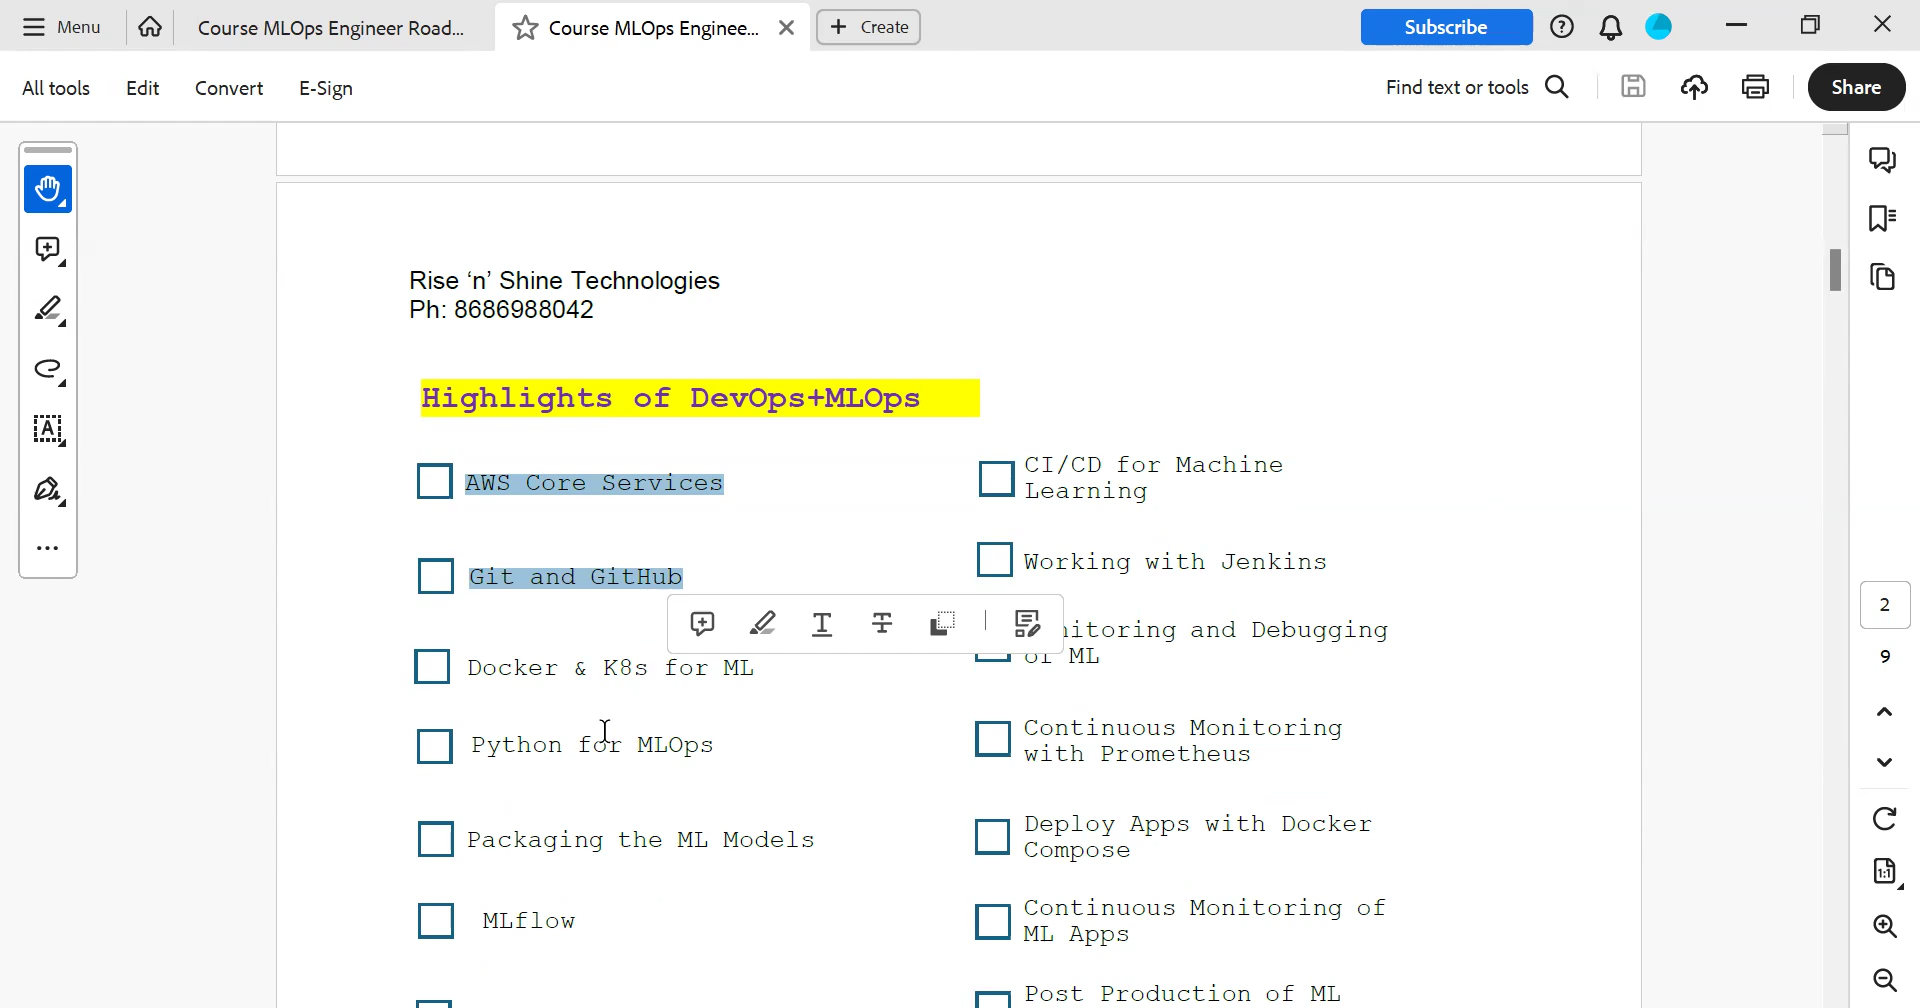 Menu
Course MLOps Engineer Road...
Course MLOps Enginee...
Create
Subscribe
All tools
Edit
Convert
E-Sign
Find text or tools
Share
Rise ‘n’ Shine Technologies
Ph: 8686988042
Highlights of DevOps+MLOps
AWS Core Services
Git and GitHub
Docker & K8s for ML
Python for MLOps
Packaging the ML Models
MLflow
CI/CD for Machine
Learning
Working with Jenkins
and Debugging
ML
Continuous Monitoring
with Prometheus
Deploy Apps with Docker
Compose
Continuous Monitoring of
ML Apps
Post Production of ML
2
9